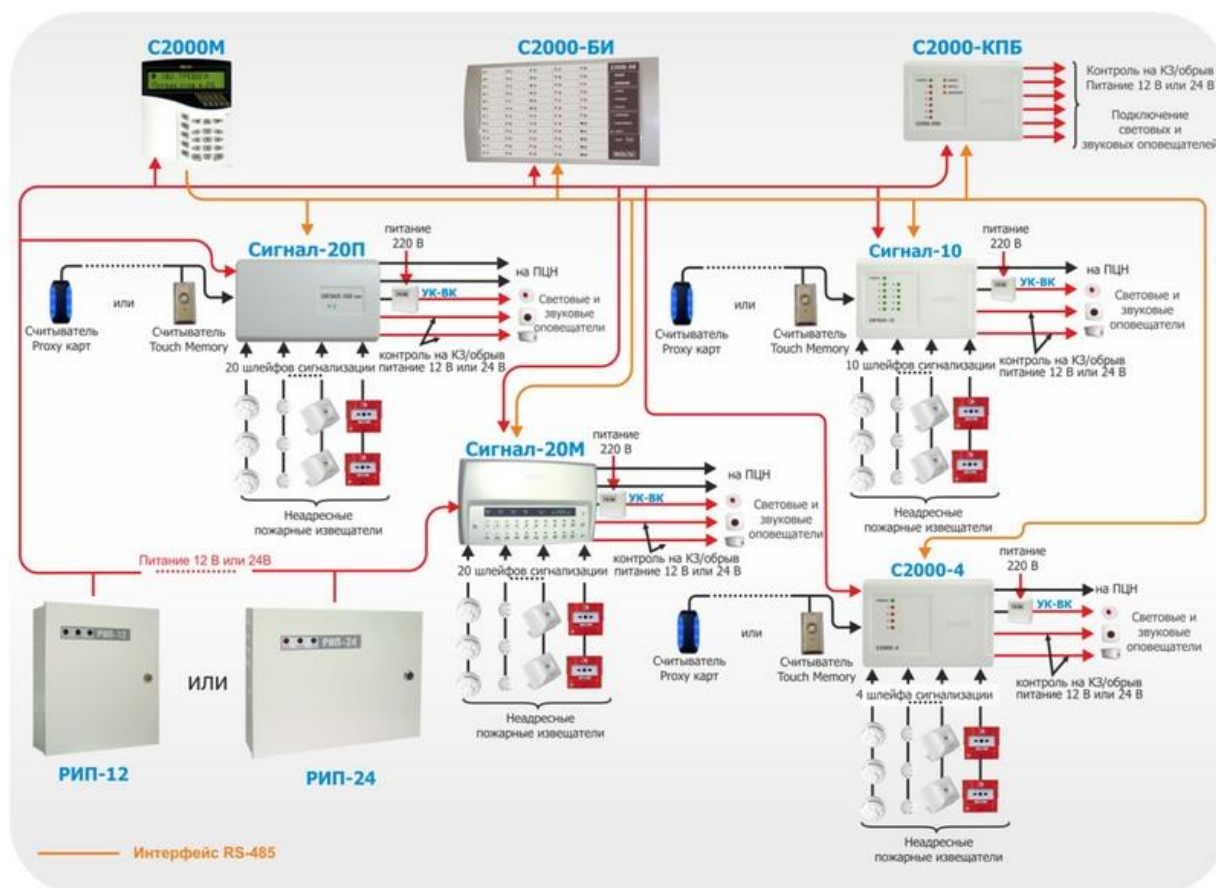 С2000М
С2000-БИ
С2000-КПБ
Контроль на КЗ/обрыв
Питание 12 В или 24 В
Подключение
световых и
звуковых оповещателей
Сигнал-20П
питание
220 В
на ПЦН
УК-ВК
Световые и
звуковые
оповещатели
контроль на КЗ/обрыв
питание 12 В или 24 В
Считыватель
Proxy карт
или
Считыватель
Touch Memory
20 шлейфов сигнализации
Неадресные
пожарные извещатели
Сигнал-10
питание
220 В
на ПЦН
УК-ВК
Световые и
звуковые
оповещатели
контроль на КЗ/обрыв
питание 12 В или 24 В
Считыватель
Proxy карт
или
Считыватель
Touch Memory
10 шлейфов сигнализации
Неадресные
пожарные извещатели
Сигнал-20М
питание
220 В
на ПЦН
УК-ВК
Световые и
звуковые
оповещатели
контроль на КЗ/обрыв
питание 12 В или 24 В
20 шлейфов сигнализации
Неадресные
пожарные извещатели
С2000-4
питание
220 В
на ПЦН
УК-ВК
Световые и
звуковые
оповещатели
контроль на КЗ/обрыв
питание 12 В или 24 В
Считыватель
Proxy карт
или
Считыватель
Touch Memory
4 шлейфа сигнализации
Неадресные
пожарные извещатели
Питание 12 В или 24В
РИП-12
ИЛИ
РИП-24
РИП-12
РИП-24
Интерфейс RS-485